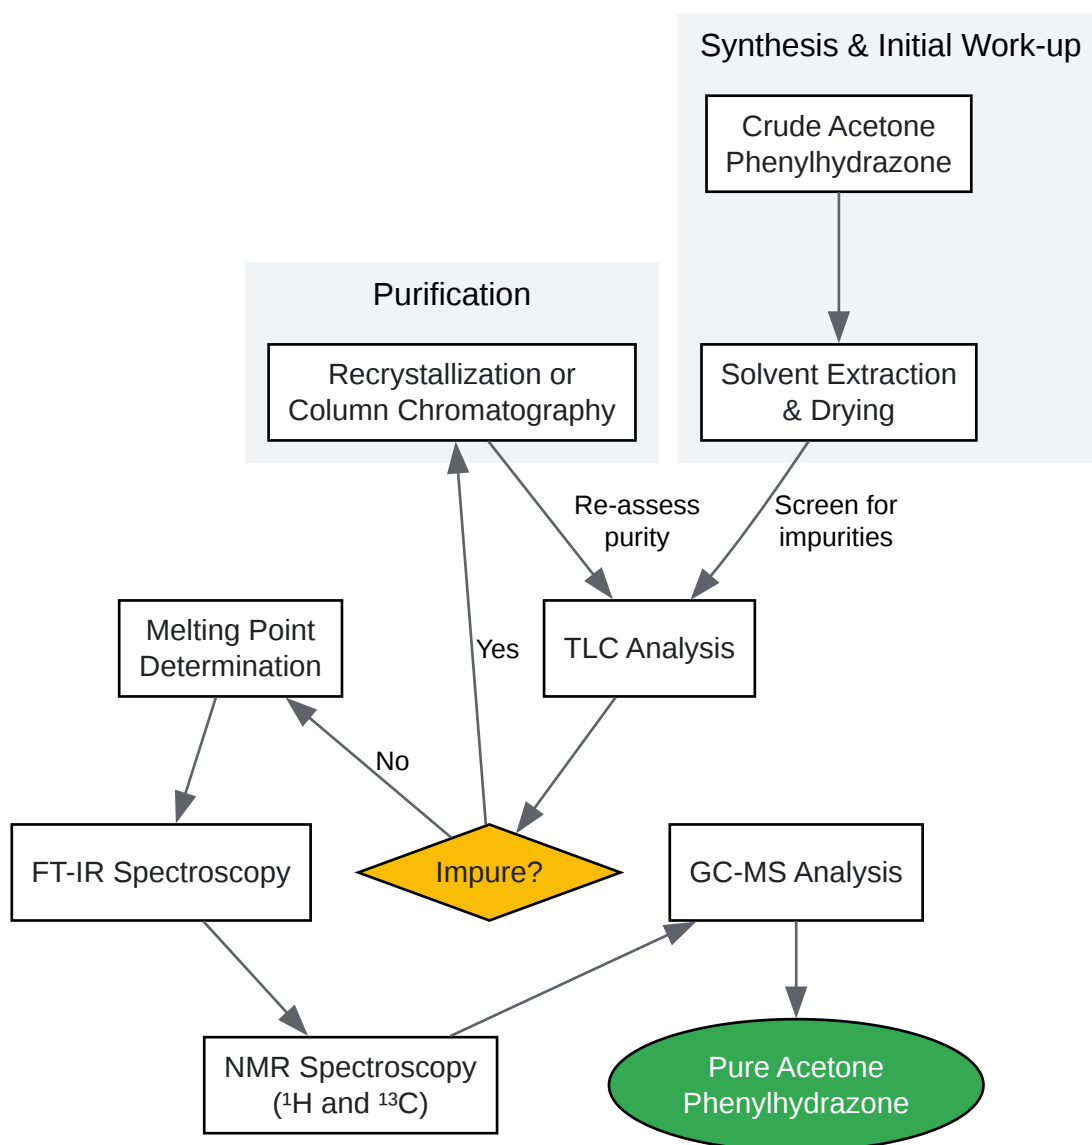 Synthesis & Initial Work-up
Crude Acetone
Phenylhydrazone
Purification
Recrystallization or
Column Chromatography
Solvent Extraction
& Drying
Re-assess
purity
Screen for
impurities
Melting Point
Determination
Yes
TLC Analysis
No
FT-IR Spectroscopy
Impure?
GC-MS Analysis
NMR Spectroscopy
(¹H and ¹³C)
Pure Acetone
Phenylhydrazone